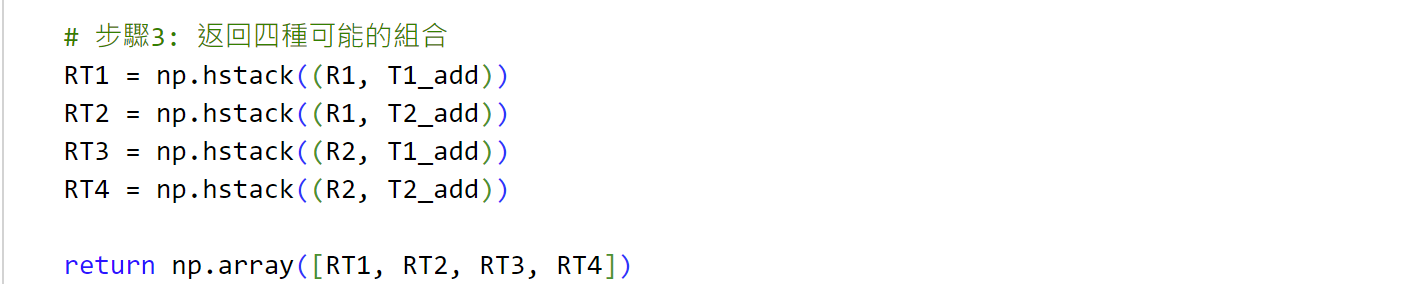 # 步驟3: 返回四種可能的組合
RT1 = np.hstack((R1, T1_add))
RT2 = np.hstack((R1, T2_add))
RT3 = np.hstack((R2, T1_add))
RT4 = np.hstack((R2, T2_add))
return np.array([RT1, RT2, RT3, RT4])